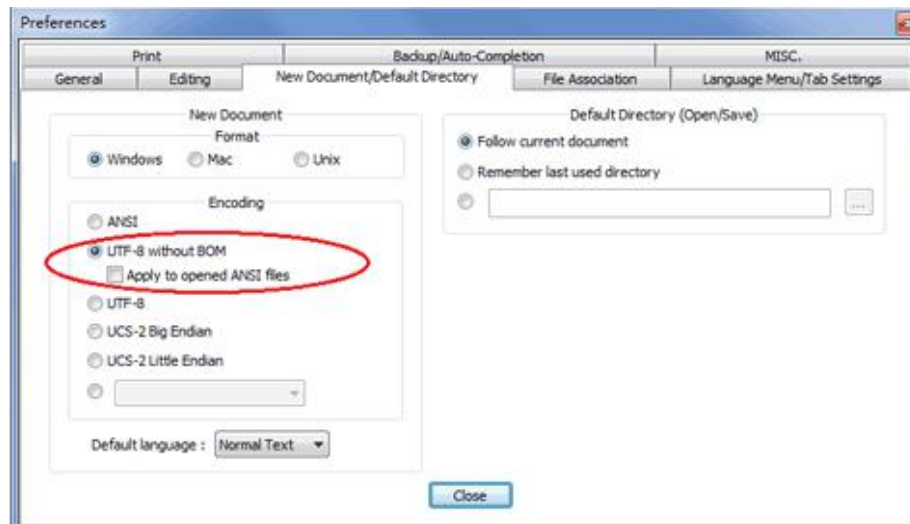 Preferences
Print Backup/Auto-Completion MISC.
General Editing New Document/Default Directory File Association Language Menu/Tab Settings
New Document
Format
Windows Mac Unix
Encoding
ANSI
UTF-8 without BOM
Apply to opened ANSI files
UTF-8
UCS-2 Big Endian
UCS-2 Little Endian
Default language : Normal Text
Default Directory (Open/Save)
Follow current document
Remember last used directory
...
Close